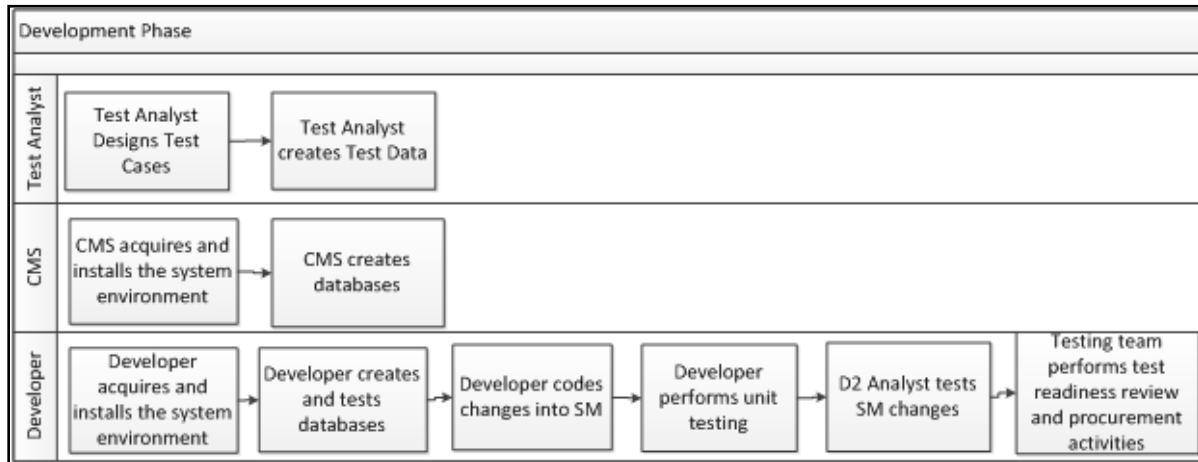 Development Phase
Test Analyst
Test Analyst
Designs Test
Cases
Test Analyst
creates Test Data
CMS
CMS acquires and
installs the system
environment
CMS creates
databases
Developer
Developer
acquires and
installs the system
environment
Developer creates
and tests
databases
Developer codes
changes into SM
Developer
performs unit
testing
D2 Analyst tests
SM changes
Testing team
performs test
readiness review
and procurement
activities